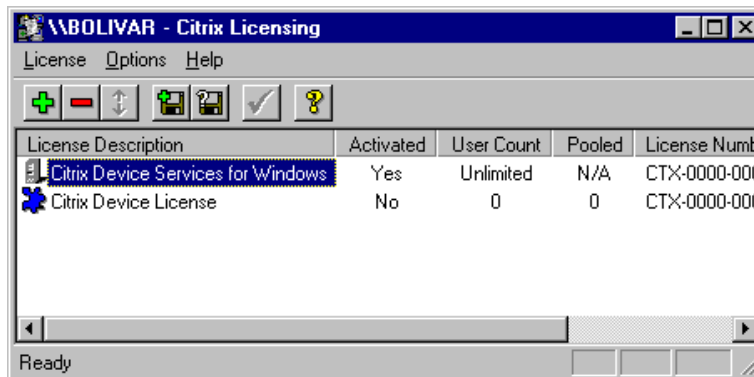 \\BOLIVAR - Citrix Licensing
License Options Help
License Description Activated User Count Pooled License Numb
Citrix Device Services for Windows Yes Unlimited N/A CTX-0000-000
Citrix Device License No 0 0 CTX-0000-000
Ready